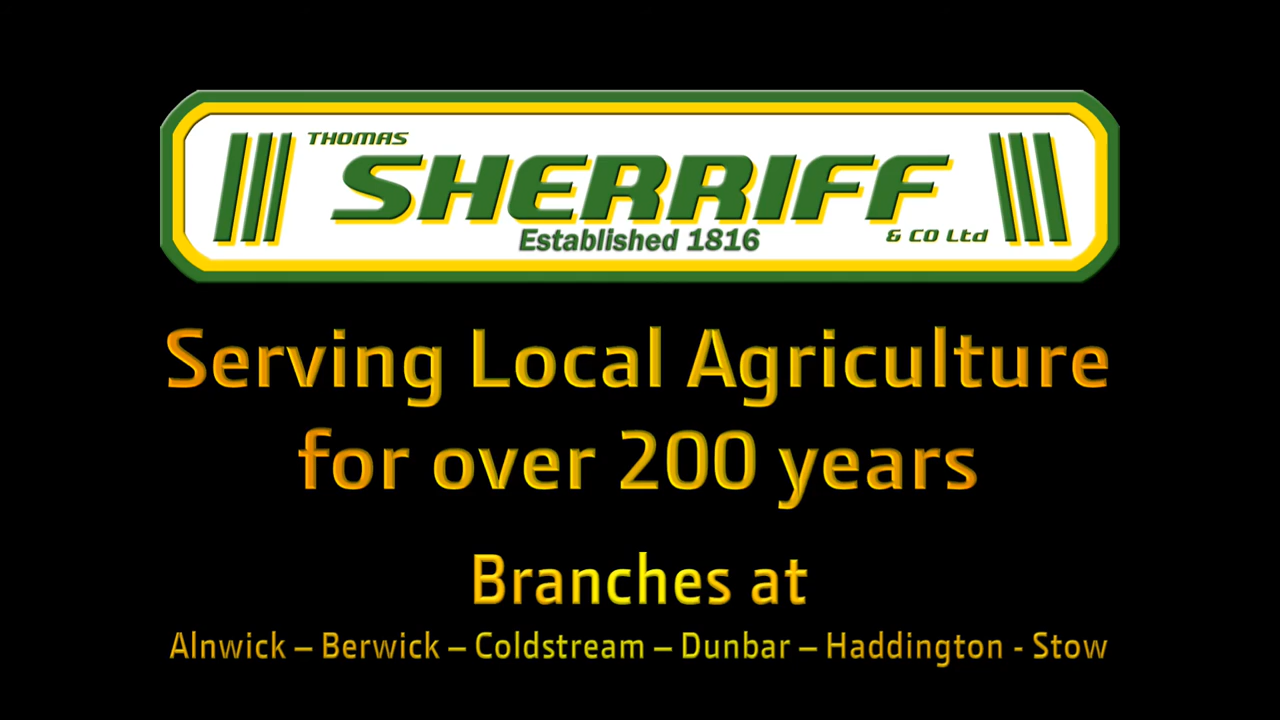 THOMAS
SHERRIFF
Established 1816
& CO Ltd
Serving Local Agriculture
for over 200 years
Branches at
Alnwick – Berwick – Coldstream – Dunbar – Haddington - Stow